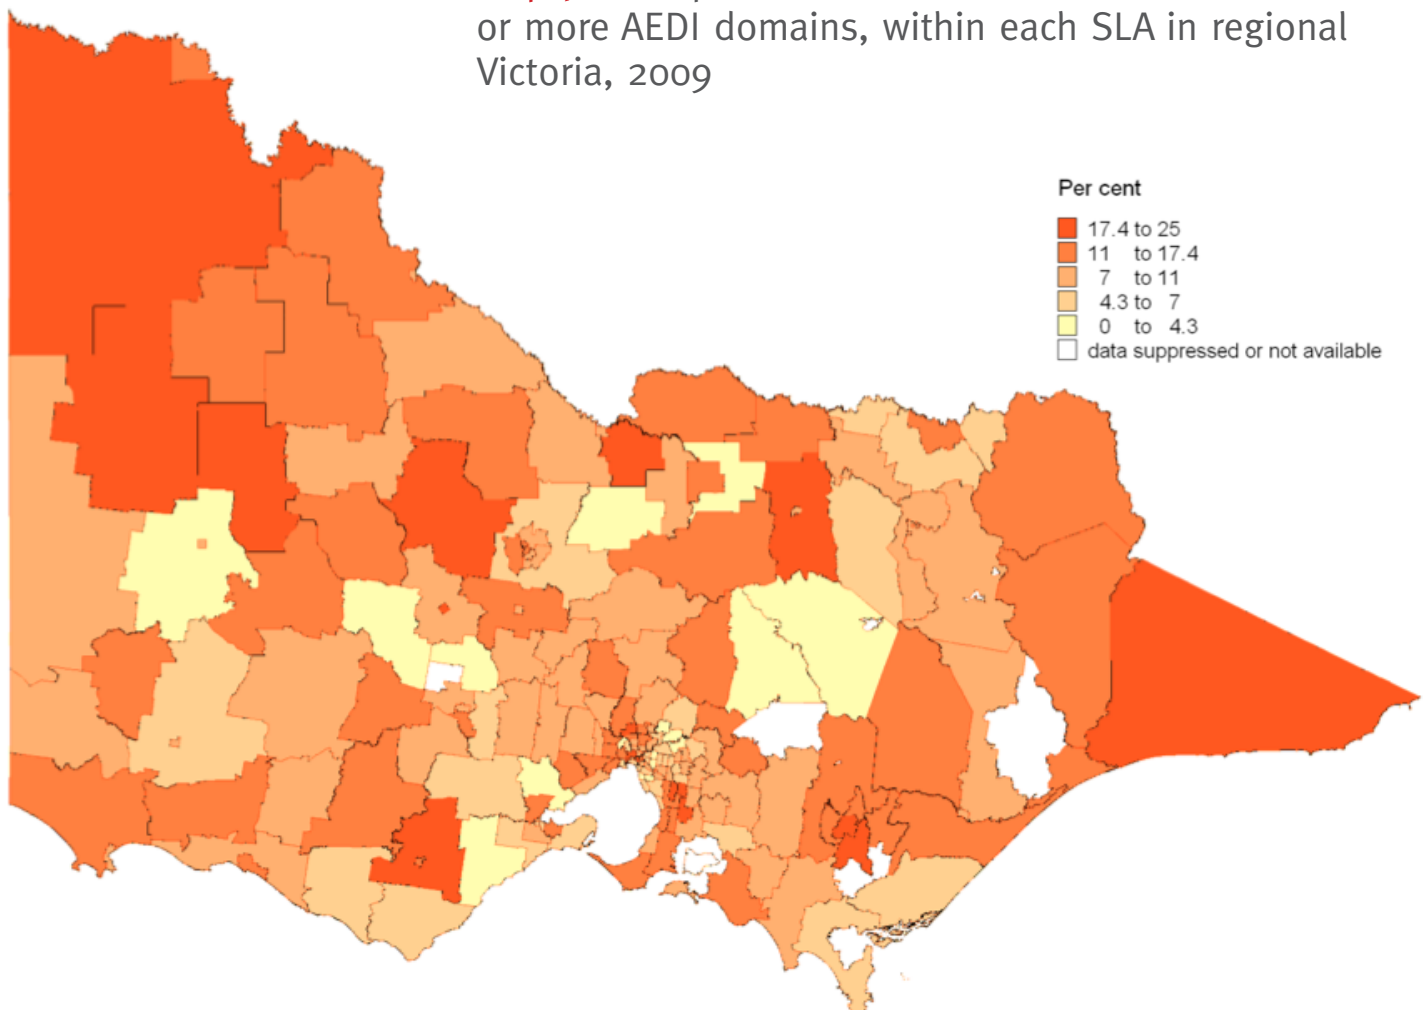 or more AEDI domains, within each SLA in regional
Victoria, 2009
Per cent
17.4 to 25
11 to 17.4
7 to 11
4.3 to 7
0 to 4.3
data suppressed or not available